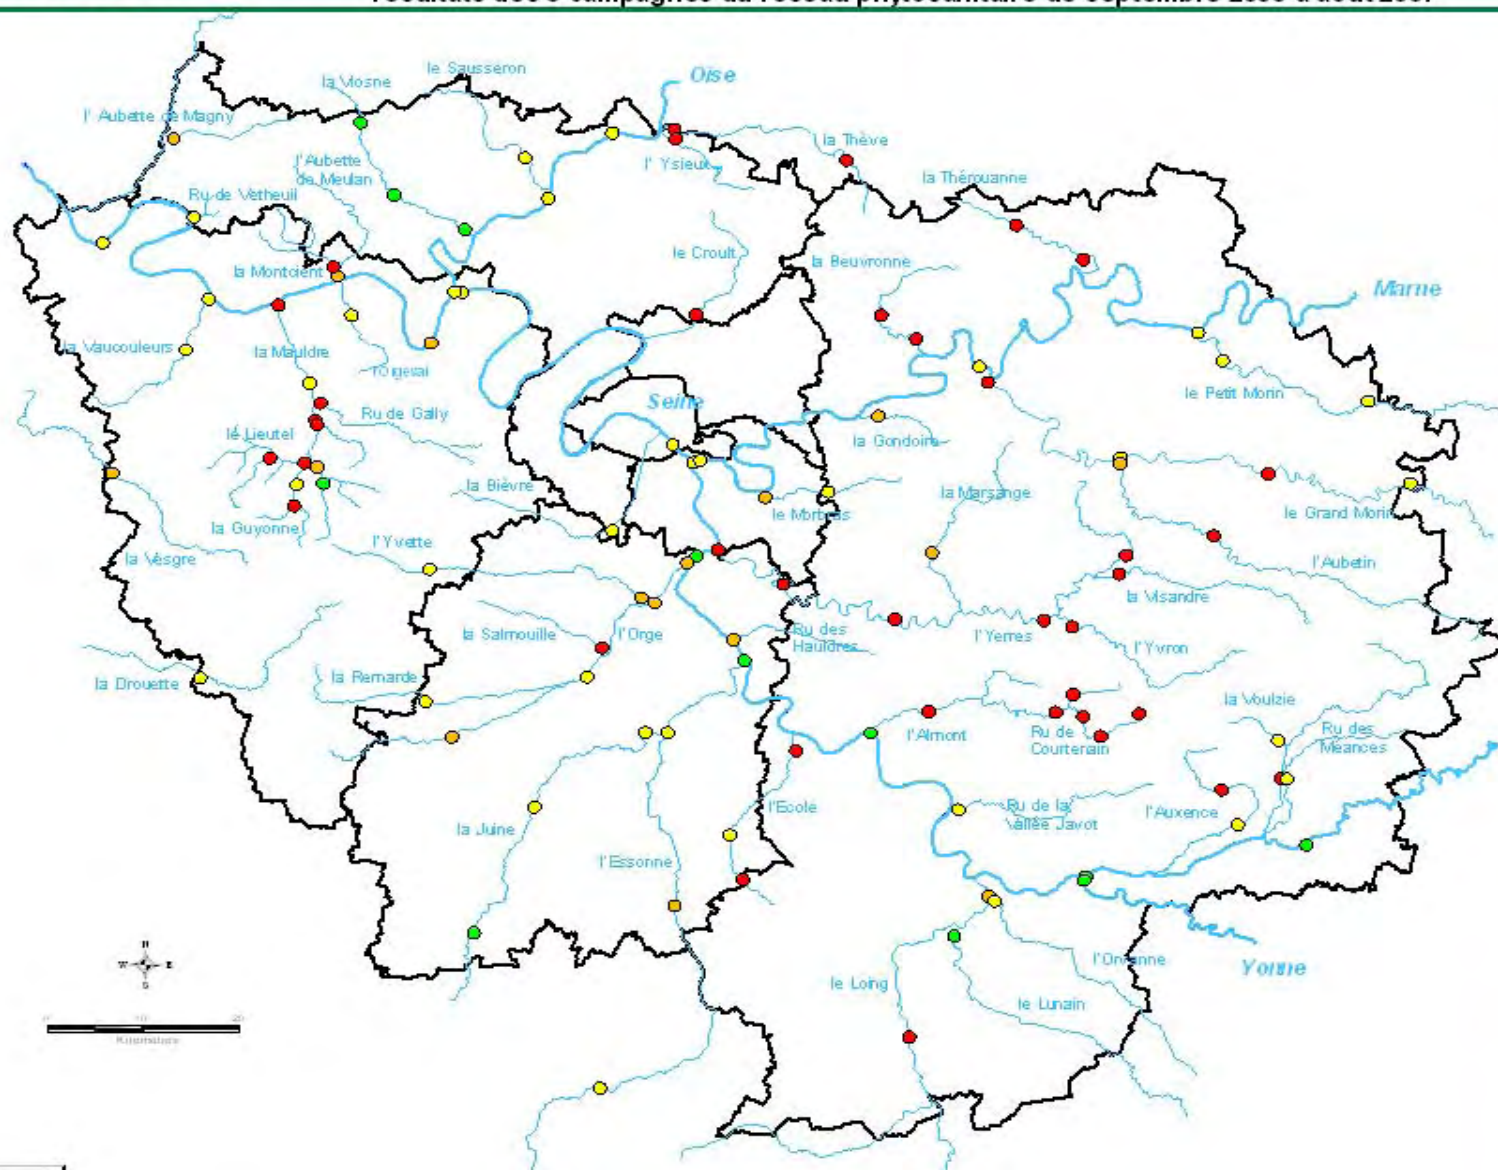 Oise
le Sausseron
la Viosne
l' Aubette de Magny
la Thève
l'Aubette
de Meulan
l' Ysieux
la Thérouanne
Ru de Vetheuil
le Croult
la Beuvronne
la Montcient
Marne
la Vaucouleurs
la Mauldre
l'Orgeval
le Petit Morin
Seine
Ru de Gally
le Lieutel
la Gondoire
la Bièvre
la Marsange
le Morbras
le Grand Morin
la Guyonne
l'Yvette
la Vesgre
l'Aubetin
la Visandre
la Salmouille
l'Orge
Ru des
Hauldres
l'Yerres
l'Yvron
la Drouette
la Remarde
la Voulzie
l'Almont
Ru de
Courtenain
Ru des
Méances
l'Ecole
Ru de la
Vallée Javot
l'Auxence
la Juine
l'Essonne
N
W
E
S
l'Orvanne
Yonne
le Loing
le Lunain
0
10
20
Kilometers